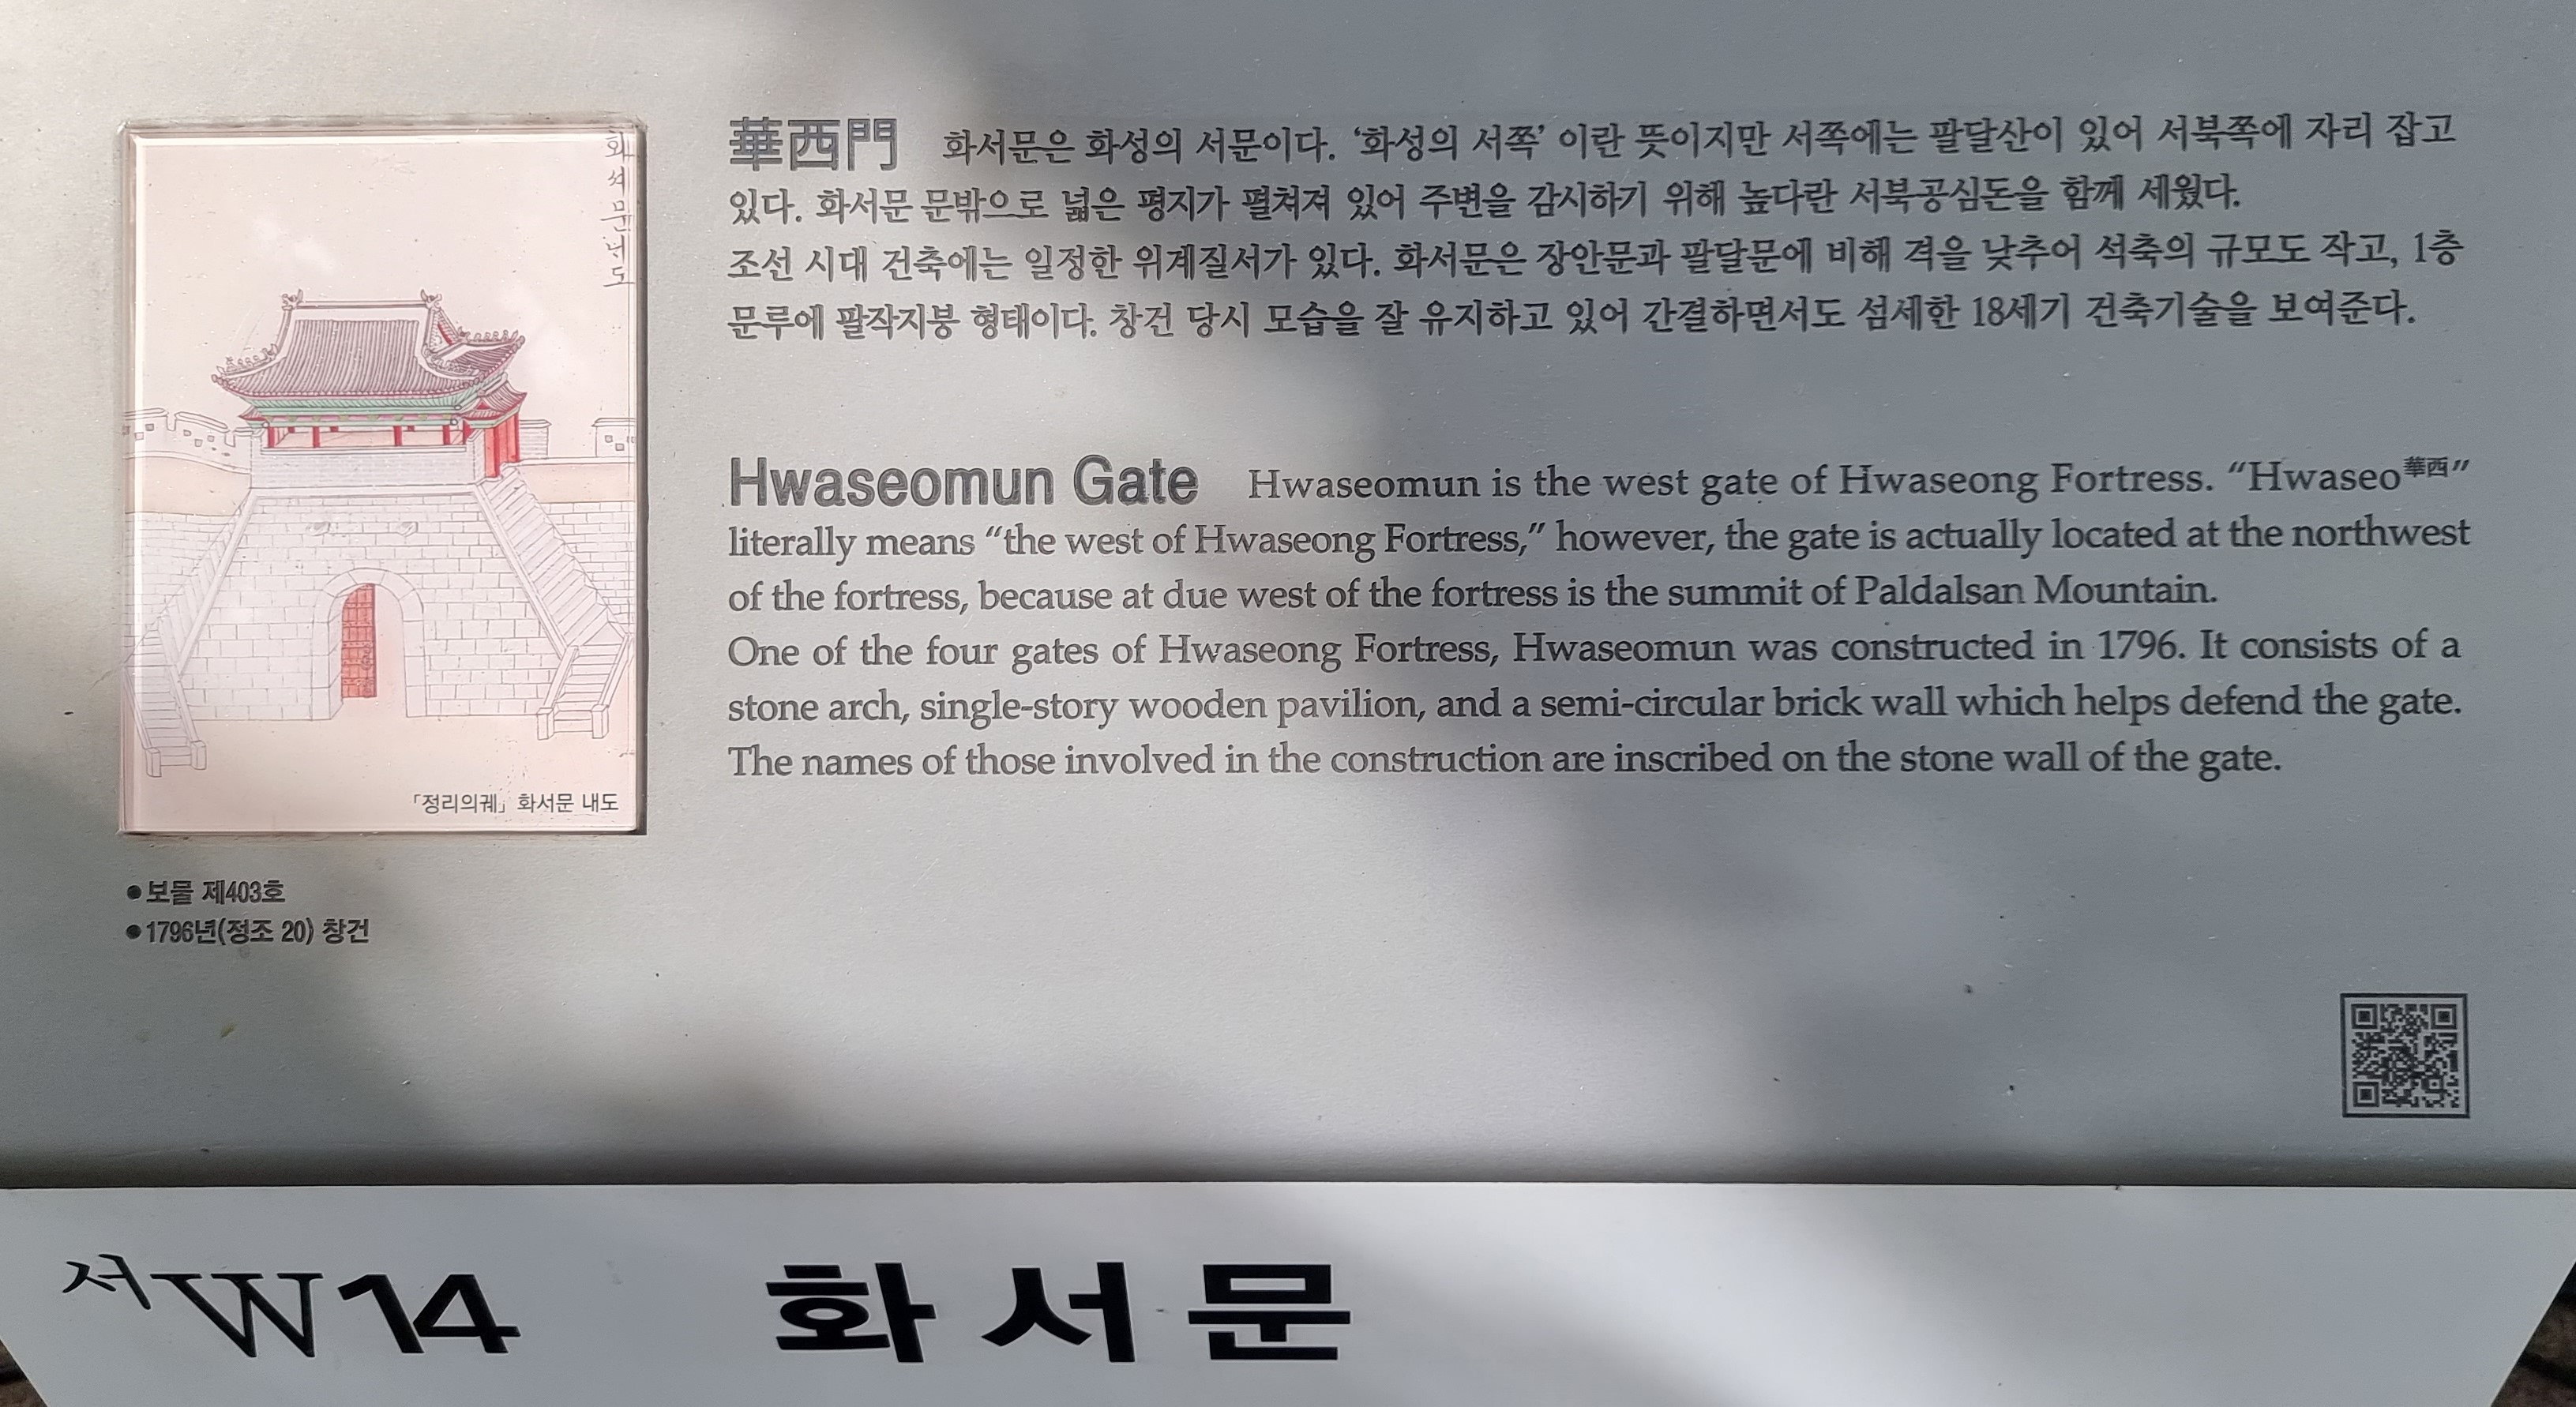 화서문내도
「정리의궤」 화서문 내도
●보물 제403호
●1796년(정조 20) 창건
華西門 화서문은 화성의 서문이다. ‘화성의 서쪽’ 이란 뜻이지만 서쪽에는 팔달산이 있어 서북쪽에 자리 잡고
있다. 화서문 문밖으로 넓은 평지가 펼쳐져 있어 주변을 감시하기 위해 높다란 서북공심돈을 함께 세웠다.
조선 시대 건축에는 일정한 위계질서가 있다. 화서문은 장안문과 팔달문에 비해 격을 낮추어 석축의 규모도 작고, 1층
문루에 팔작지붕 형태이다. 창건 당시 모습을 잘 유지하고 있어 간결하면서도 섬세한 18세기 건축기술을 보여준다.
Hwaseomun Gate Hwaseomun is the west gate of Hwaseong Fortress. “Hwaseo華西”
literally means “the west of Hwaseong Fortress,” however, the gate is actually located at the northwest
of the fortress, because at due west of the fortress is the summit of Paldalsan Mountain.
One of the four gates of Hwaseong Fortress, Hwaseomun was constructed in 1796. It consists of a
stone arch, single-story wooden pavilion, and a semi-circular brick wall which helps defend the gate.
The names of those involved in the construction are inscribed on the stone wall of the gate.
서W14 화서문